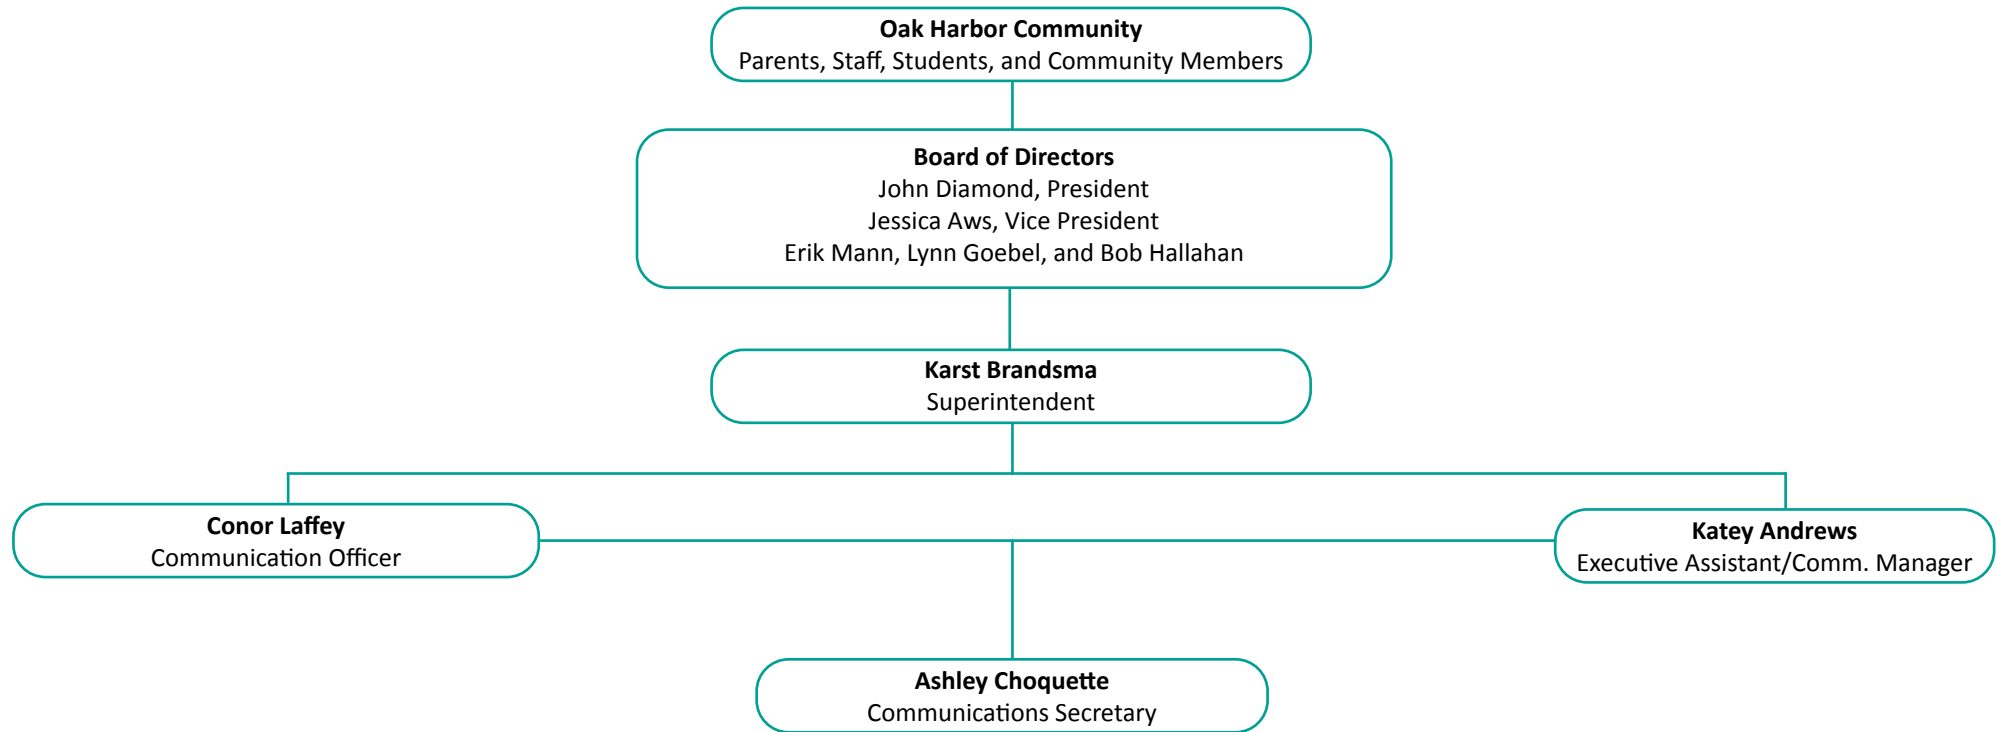 Oak Harbor Community
Parents, Staff, Students, and Community Members
Board of Directors
John Diamond, President
Jessica Aws, Vice President
Erik Mann, Lynn Goebel, and Bob Hallahan
Karst Brandsma
Superintendent
Conor Laffey
Communication Officer
Katey Andrews
Executive Assistant/Comm. Manager
Ashley Choquette
Communications Secretary